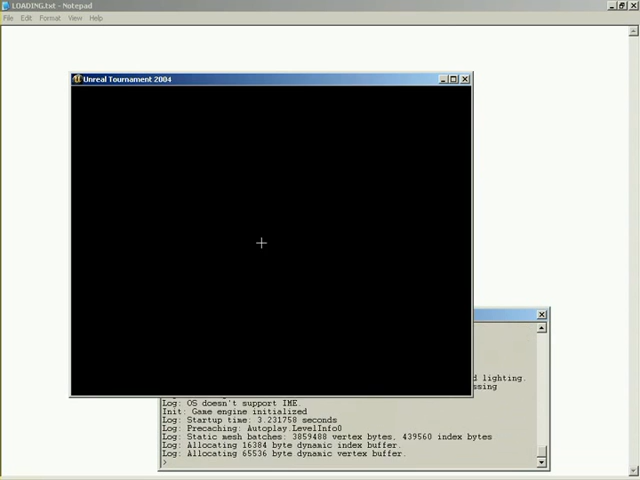 LOADING.txt - Notepad
File Edit Format View Help
Unreal Tournament 2004
d lighting.
ssing
Log: OS doesn't support IME.
Init: Game engine initialized
Log: Startup time: 3.231758 seconds
Log: Precaching: Autoplay.LevelInfo0
Log: Static mesh batches: 3859488 vertex bytes, 439560 index bytes
Log: Allocating 16384 byte dynamic index buffer.
Log: Allocating 65536 byte dynamic vertex buffer.
>